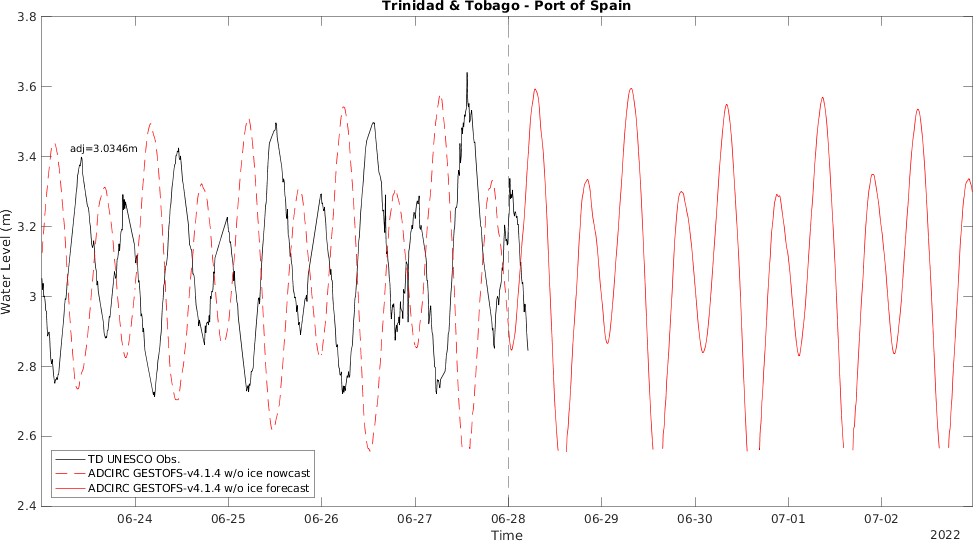 Trinidad & Tobago - Port of Spain
3.8
3.6
3.4
3.2
3
2.8
2.6
2.4
Water Level (m)
adj=3.0346m
TD UNESCO Obs.
ADCIRC GESTOFS-v4.1.4 w/o ice nowcast
ADCIRC GESTOFS-v4.1.4 w/o ice forecast
06-24 06-25 06-26 06-27 06-28 06-29 06-30 07-01 07-02
Time
2022